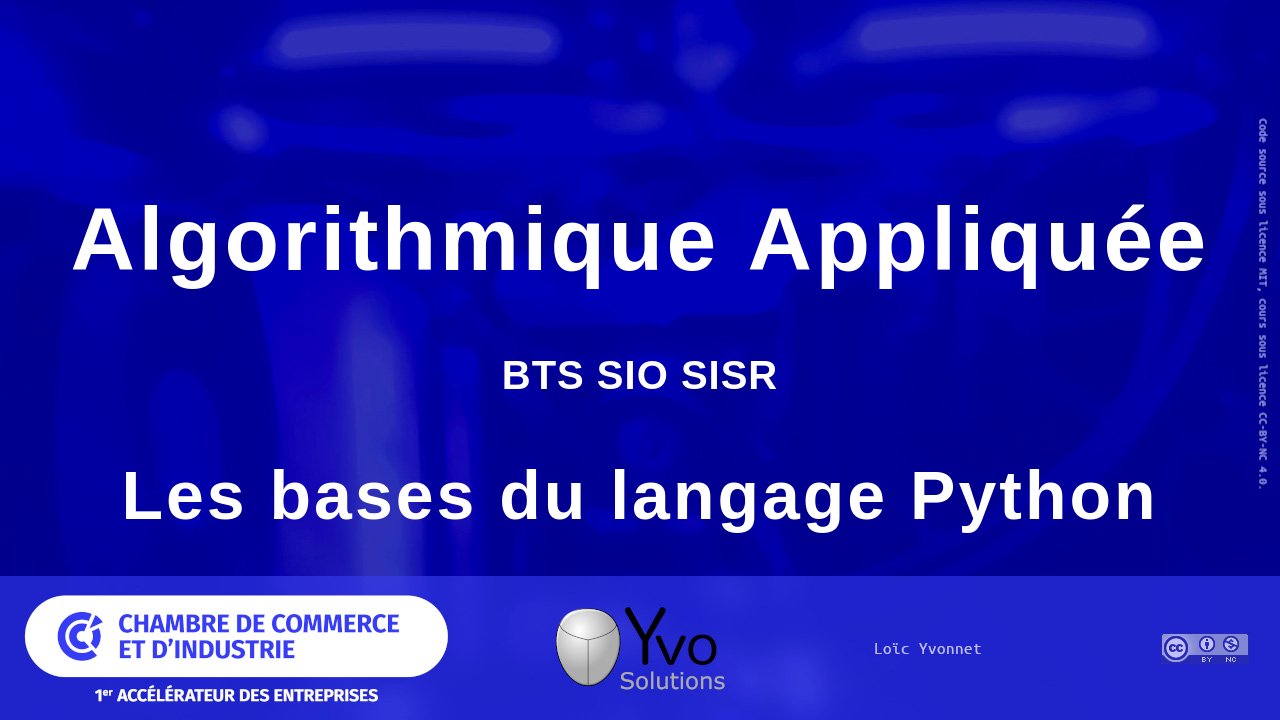 Algorithmique Appliquée
BTS SIO SISR
Les bases du langage Python
Code source sous licence MIT, cours sous licence CC-BY-NC 4.0.
CHAMBRE DE COMMERCE
ET D'INDUSTRIE
1er ACCÉLÉRATEUR DES ENTREPRISES
Yvo
Solutions
Loïc Yvonnet
cc
BY NC